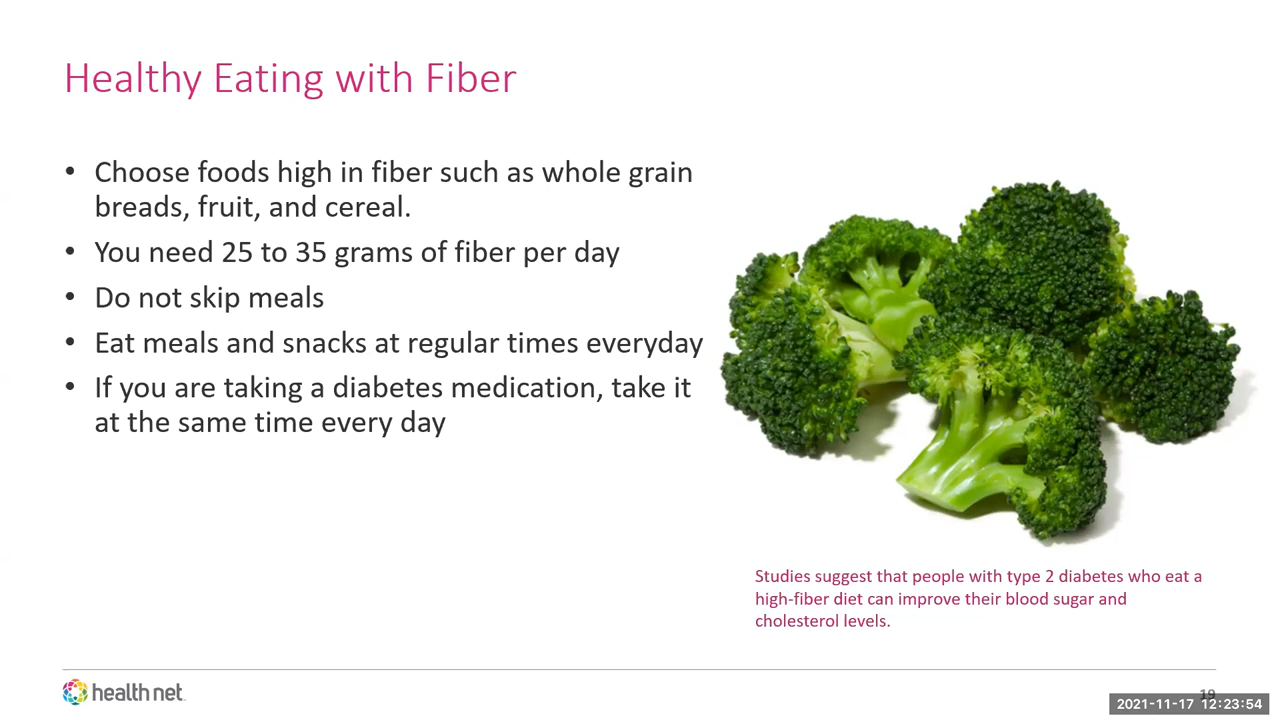 Healthy Eating with Fiber
• Choose foods high in fiber such as whole grain
breads, fruit, and cereal.
• You need 25 to 35 grams of fiber per day
• Do not skip meals
• Eat meals and snacks at regular times everyday
• If you are taking a diabetes medication, take it
at the same time every day
Studies suggest that people with type 2 diabetes who eat a
high-fiber diet can improve their blood sugar and
cholesterol levels.
health net
19
2021-11-17 12:23:54